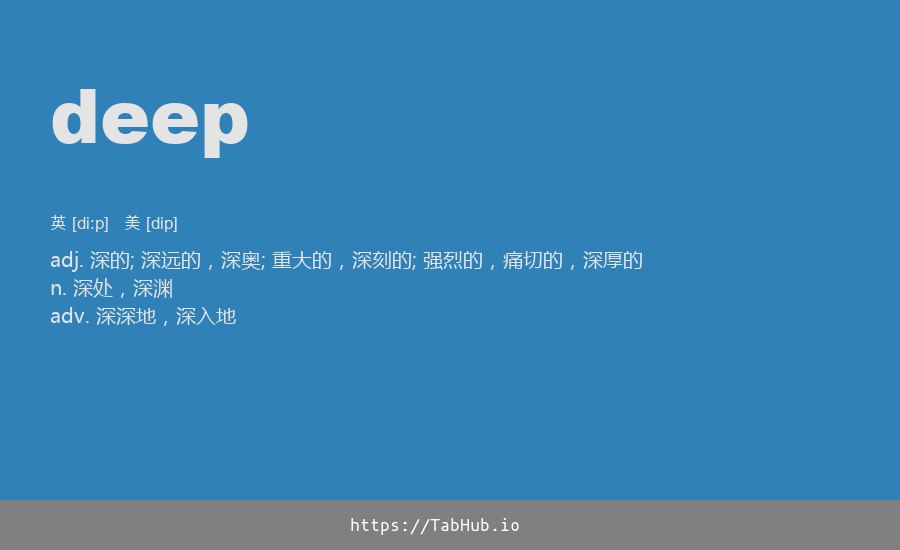 deep
英 [diːp] 美 [dip]
adj. 深的; 深远的，深奥; 重大的，深刻的; 强烈的，痛切的，深厚的
n. 深处，深渊
adv. 深深地，深入地
https://TabHub.io